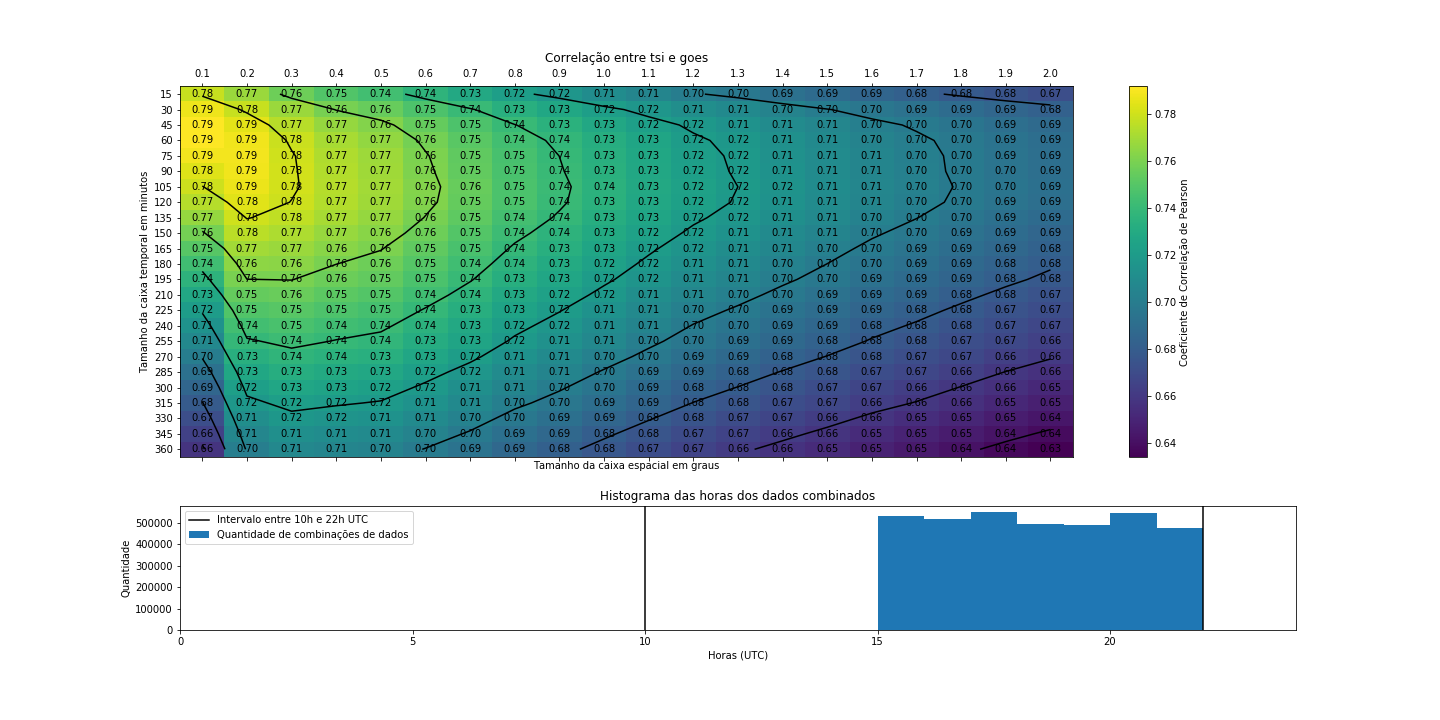 Correlação entre tsi e goes
0.1 0.2 0.3 0.4 0.5 0.6 0.7 0.8 0.9 1.0 1.1 1.2 1.3 1.4 1.5 1.6 1.7 1.8 1.9 2.0
15 0.78 0.77 0.76 0.75 0.74 0.74 0.73 0.72 0.72 0.71 0.71 0.70 0.70 0.69 0.69 0.69 0.68 0.68 0.68 0.67
30 0.79 0.78 0.77 0.76 0.76 0.75 0.74 0.73 0.73 0.72 0.72 0.71 0.71 0.70 0.70 0.70 0.69 0.69 0.69 0.68
45 0.79 0.79 0.77 0.77 0.76 0.75 0.75 0.74 0.73 0.73 0.72 0.72 0.71 0.71 0.71 0.70 0.70 0.70 0.69 0.69
60 0.79 0.79 0.78 0.77 0.77 0.75 0.75 0.74 0.74 0.73 0.73 0.72 0.71 0.71 0.71 0.71 0.70 0.70 0.69 0.69
75 0.79 0.79 0.78 0.77 0.77 0.76 0.75 0.75 0.74 0.73 0.73 0.72 0.72 0.71 0.71 0.71 0.70 0.70 0.70 0.69
90 0.78 0.79 0.78 0.77 0.77 0.76 0.75 0.75 0.74 0.73 0.73 0.72 0.72 0.71 0.71 0.71 0.70 0.70 0.70 0.69
105 0.78 0.79 0.78 0.77 0.77 0.76 0.76 0.75 0.74 0.74 0.73 0.72 0.72 0.72 0.71 0.71 0.70 0.70 0.70 0.69
120 0.77 0.78 0.78 0.77 0.77 0.76 0.75 0.74 0.74 0.73 0.73 0.72 0.72 0.71 0.71 0.71 0.70 0.70 0.69 0.69
135 0.77 0.78 0.78 0.77 0.77 0.76 0.75 0.74 0.74 0.73 0.73 0.72 0.72 0.71 0.71 0.70 0.70 0.70 0.69 0.69
150 0.76 0.78 0.77 0.77 0.76 0.76 0.75 0.74 0.74 0.73 0.72 0.72 0.71 0.71 0.71 0.70 0.70 0.69 0.69 0.69
165 0.75 0.77 0.77 0.76 0.76 0.75 0.75 0.74 0.73 0.73 0.72 0.72 0.71 0.71 0.70 0.70 0.69 0.69 0.69 0.68
180 0.74 0.76 0.76 0.76 0.76 0.75 0.74 0.74 0.73 0.72 0.72 0.71 0.71 0.70 0.70 0.70 0.69 0.69 0.68 0.68
195 0.74 0.76 0.76 0.76 0.75 0.75 0.74 0.73 0.73 0.72 0.72 0.71 0.71 0.70 0.70 0.69 0.69 0.69 0.68 0.68
210 0.73 0.75 0.76 0.75 0.75 0.74 0.74 0.73 0.72 0.72 0.71 0.71 0.70 0.70 0.69 0.69 0.69 0.68 0.68 0.67
225 0.72 0.75 0.75 0.75 0.75 0.74 0.73 0.73 0.72 0.71 0.71 0.71 0.70 0.70 0.69 0.69 0.68 0.68 0.67 0.67
240 0.71 0.74 0.75 0.74 0.74 0.74 0.73 0.72 0.72 0.71 0.71 0.70 0.70 0.69 0.69 0.68 0.68 0.68 0.67 0.67
255 0.71 0.74 0.74 0.74 0.74 0.73 0.73 0.72 0.71 0.71 0.70 0.70 0.69 0.69 0.68 0.68 0.68 0.67 0.67 0.66
270 0.70 0.73 0.74 0.74 0.73 0.73 0.72 0.71 0.71 0.70 0.70 0.69 0.69 0.68 0.68 0.68 0.67 0.67 0.66 0.66
285 0.69 0.73 0.73 0.73 0.73 0.72 0.72 0.71 0.71 0.70 0.69 0.69 0.68 0.68 0.68 0.67 0.67 0.66 0.66 0.66
300 0.69 0.72 0.73 0.73 0.72 0.72 0.71 0.71 0.70 0.70 0.69 0.68 0.68 0.68 0.67 0.67 0.66 0.66 0.66 0.65
315 0.68 0.72 0.72 0.72 0.72 0.71 0.71 0.70 0.70 0.69 0.69 0.68 0.68 0.67 0.67 0.66 0.66 0.66 0.65 0.65
330 0.67 0.71 0.72 0.72 0.71 0.71 0.70 0.70 0.69 0.69 0.68 0.68 0.67 0.67 0.66 0.66 0.65 0.65 0.65 0.64
345 0.66 0.71 0.71 0.71 0.71 0.70 0.70 0.69 0.69 0.68 0.68 0.67 0.67 0.66 0.66 0.65 0.65 0.65 0.64 0.64
360 0.66 0.70 0.71 0.71 0.70 0.70 0.69 0.69 0.68 0.68 0.67 0.67 0.66 0.66 0.65 0.65 0.65 0.64 0.64 0.63
Tamanho da caixa temporal em minutos
Tamanho da caixa espacial em graus
0.78
0.76
0.74
0.72
0.70
0.68
0.66
0.64
Coeficiente de Correlação de Pearson
Histograma das horas dos dados combinados
Intervalo entre 10h e 22h UTC
Quantidade de combinações de dados
500000
400000
300000
200000
100000
0
Quantidade
0 5 10 15 20
Horas (UTC)